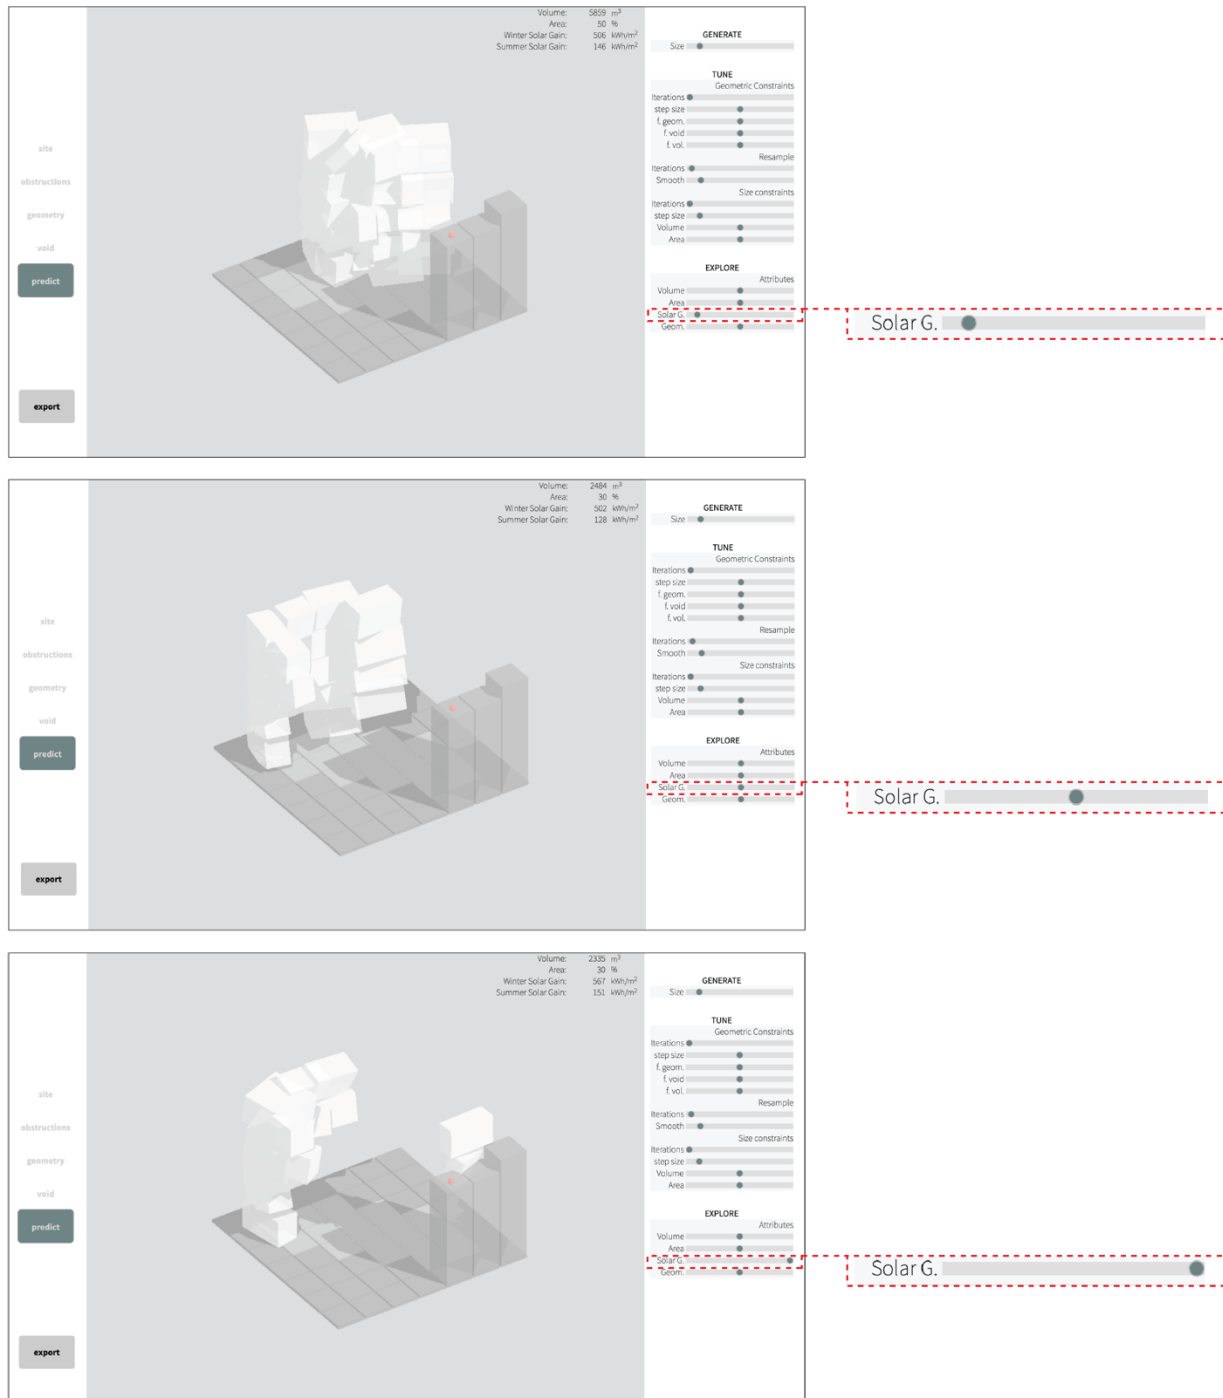 Volume: 5859 m³
Area: 50 %
Winter Solar Gain: 506 kWh/m²
Summer Solar Gain: 146 kWh/m²
site
obstructions
geometry
void
predict
export
GENERATE
Size
TUNE
Geometric Constraints
Iterations
step size
f. geom.
f. void
f. vol.
Resample
Iterations
Smooth
Size constraints
Iterations
step size
Volume
Area
EXPLORE
Attributes
Volume
Area
Solar G.
Geom.
Solar G.
Volume: 2484 m³
Area: 30 %
Winter Solar Gain: 502 kWh/m²
Summer Solar Gain: 128 kWh/m²
site
obstructions
geometry
void
predict
export
GENERATE
Size
TUNE
Geometric Constraints
Iterations
step size
f. geom.
f. void
f. vol.
Resample
Iterations
Smooth
Size constraints
Iterations
step size
Volume
Area
EXPLORE
Attributes
Volume
Area
Solar G.
Geom.
Solar G.
Volume: 2335 m³
Area: 30 %
Winter Solar Gain: 567 kWh/m²
Summer Solar Gain: 151 kWh/m²
site
obstructions
geometry
void
predict
export
GENERATE
Size
TUNE
Geometric Constraints
Iterations
step size
f. geom.
f. void
f. vol.
Resample
Iterations
Smooth
Size constraints
Iterations
step size
Volume
Area
EXPLORE
Attributes
Volume
Area
Solar G.
Geom.
Solar G.